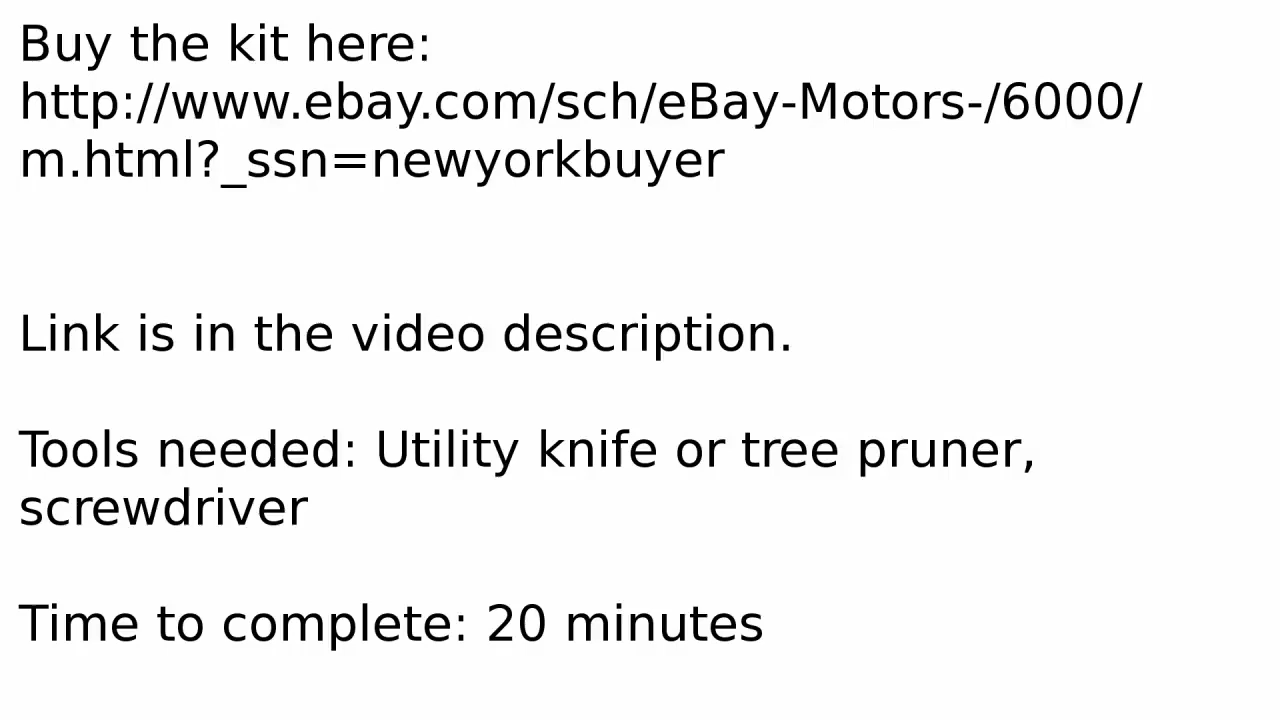 Buy the kit here:
http://www.ebay.com/sch/eBay-Motors-/6000/
m.html?_ssn=newyorkbuyer
Link is in the video description.
Tools needed: Utility knife or tree pruner,
screwdriver
Time to complete: 20 minutes